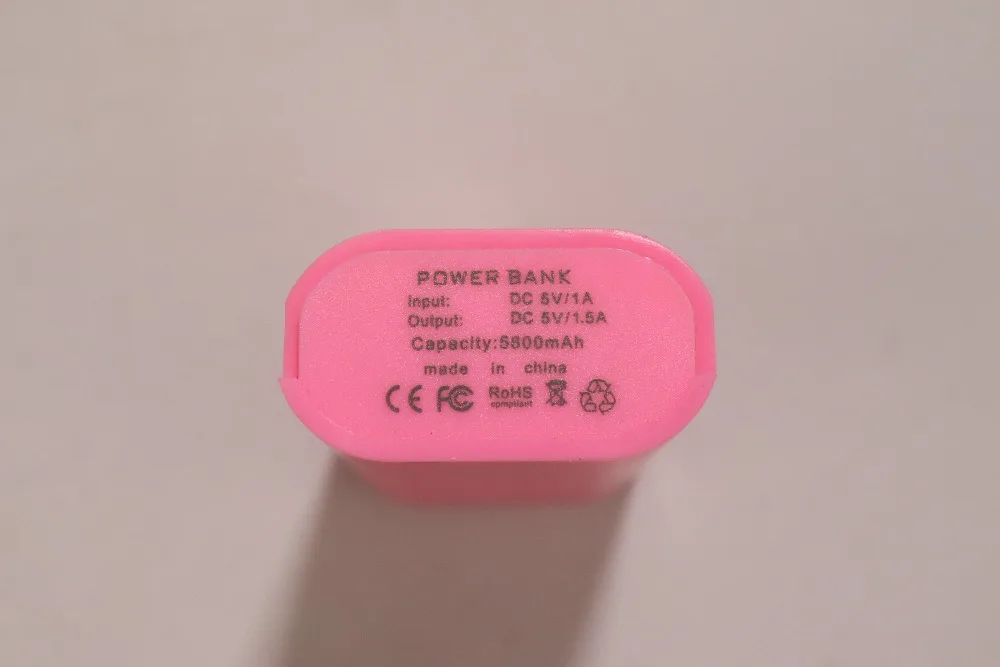 POWER BANK
Input: DC 5V/1A
Output: DC 5V/1.5A
Capacity:5800mAh
made in china
CE FC RoHS
compliant